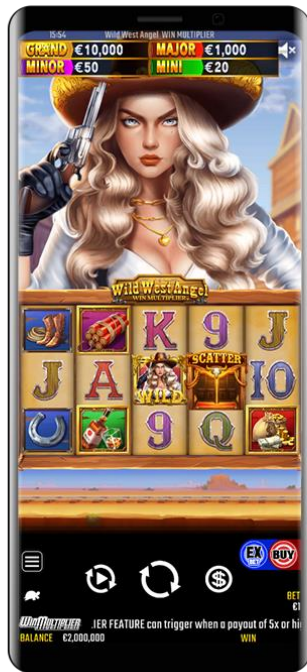 15:54 Wild West Angel WIN MULTIPLIER
GRAND €10,000 MAJOR €1,000
MINOR €50 MINI €20
Wild West Angel
WIN MULTIPLIER
K 9 J
SCATTER
J A WILD 10
9 Q
EX BET BUY
BET
WIN MULTIPLIER .IER FEATURE can trigger when a payout of 5x or hi
BALANCE €2,000,000 WIN